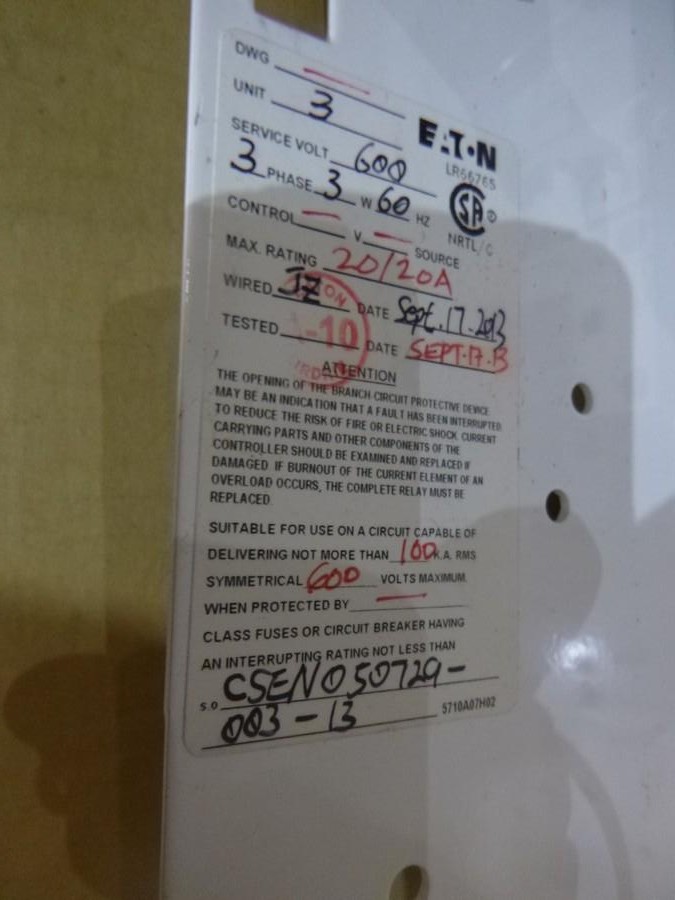 DWG —
UNIT 3
EATON
SERVICE VOLT 600
LR66765
3 PHASE 3 W 60 HZ
SA
NRTL/C
CONTROL — V — SOURCE
MAX. RATING 20/20A
WIRED JZ DATE Sept.17.2013
TESTED -10 DATE SEPT.17.13
ATTENTION
THE OPENING OF THE BRANCH CIRCUIT PROTECTIVE DEVICE
MAY BE AN INDICATION THAT A FAULT HAS BEEN INTERRUPTED
TO REDUCE THE RISK OF FIRE OR ELECTRIC SHOCK, CURRENT
CARRYING PARTS AND OTHER COMPONENTS OF THE
CONTROLLER SHOULD BE EXAMINED AND REPLACED IF
DAMAGED. IF BURNOUT OF THE CURRENT ELEMENT OF AN
OVERLOAD OCCURS, THE COMPLETE RELAY MUST BE
REPLACED.
SUITABLE FOR USE ON A CIRCUIT CAPABLE OF
DELIVERING NOT MORE THAN 100 K.A. RMS
SYMMETRICAL 600 VOLTS MAXIMUM.
WHEN PROTECTED BY —
CLASS FUSES OR CIRCUIT BREAKER HAVING
AN INTERRUPTING RATING NOT LESS THAN
S.O. CSEN050729-
003-13
5710A07H02